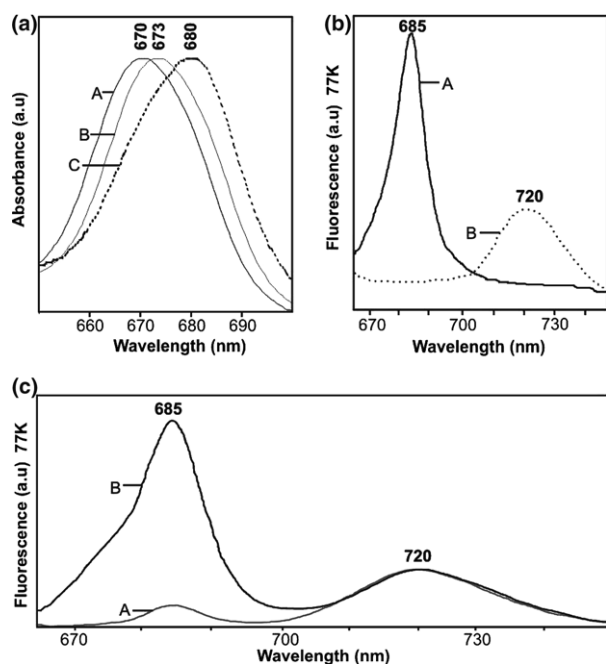 (a)
670
673
680
A
B
C
Absorbance (a.u)
660
670
680
690
Wavelength (nm)
(b)
685
A
720
B
Fluorescence (a.u) 77K
670
700
730
Wavelength (nm)
(c)
685
B
720
A
Fluorescence (a.u) 77K
670
700
730
Wavelength (nm)